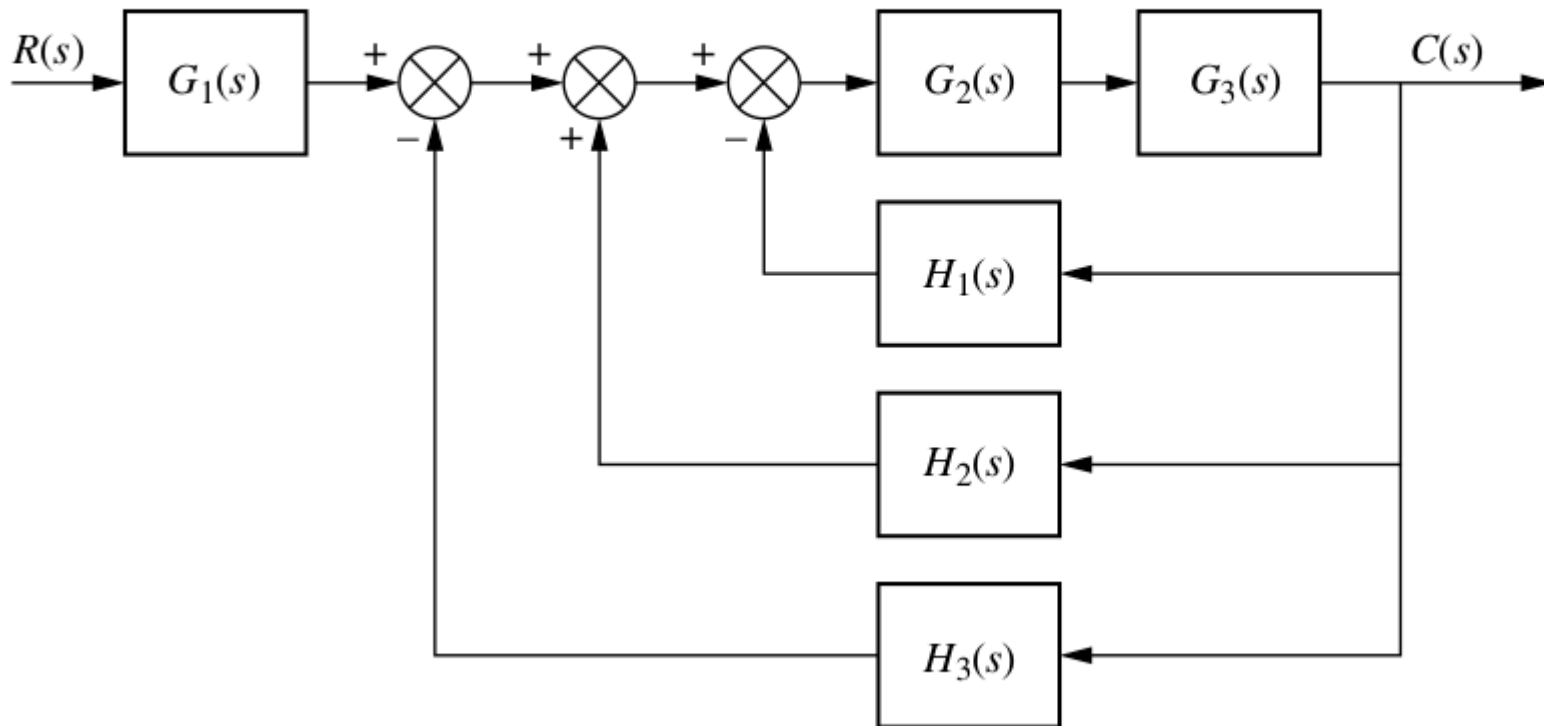 R(s)
G₁(s)
+
−
+
+
+
−
G₂(s)
G₃(s)
C(s)
H₁(s)
H₂(s)
H₃(s)